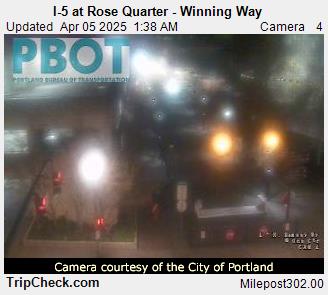 I-5 at Rose Quarter - Winning Way
Updated Apr 05 2025 1:38 AM Camera 4
PBOT
PORTLAND BUREAU OF TRANSPORTATION
Camera courtesy of the City of Portland
TripCheck.com Milepost302.00